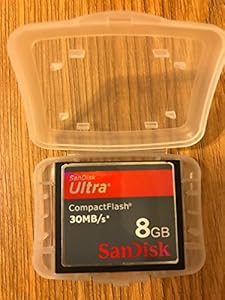 SanDisk
Ultra®
CompactFlash®
30MB/s*
8GB
SanDisk